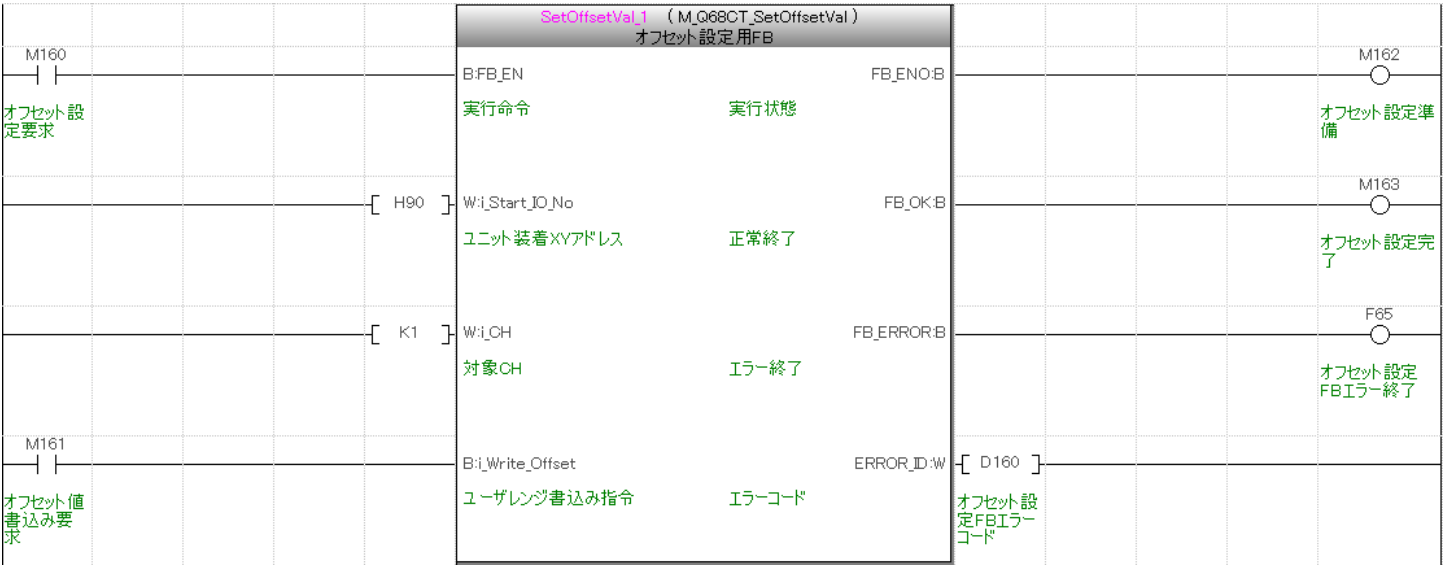 SetOffsetVal_1 (M_Q68CT_SetOffsetVal)
オフセット設定用FB
M160
B:FB_EN
FB_ENO:B
M162
オフセット設
定要求
実行命令
実行状態
オフセット設定準
備
H90
W:i_Start_IO_No
FB_OK:B
M163
ユニット装着XYアドレス
正常終了
オフセット設定完
了
K1
W:i_CH
FB_ERROR:B
F65
対象CH
エラー終了
オフセット設定
FBエラー終了
M161
B:i_Write_Offset
ERROR_ID:W
D160
オフセット値
書込み要
求
ユーザレンジ書込み指令
エラーコード
オフセット設
定FBエラー
コード